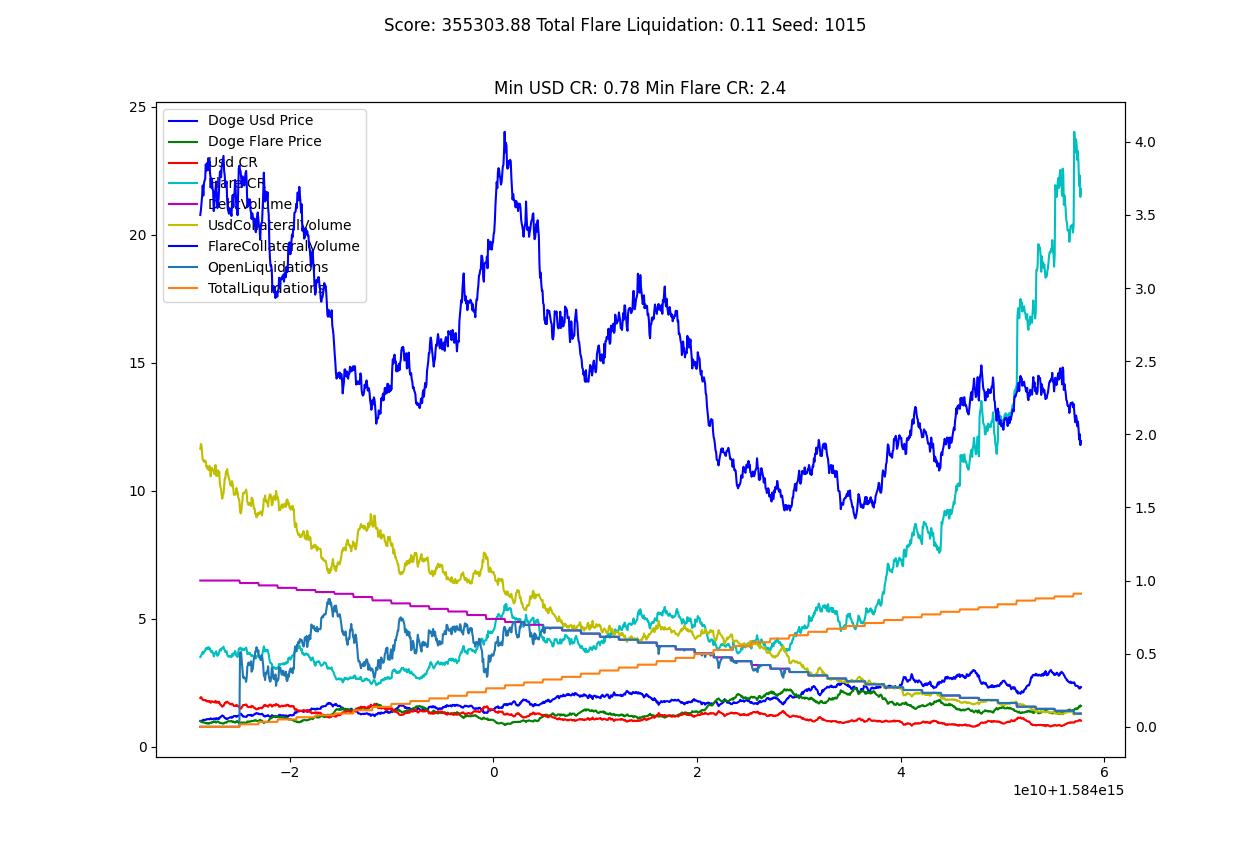 Score: 355303.88 Total Flare Liquidation: 0.11 Seed: 1015
Min USD CR: 0.78 Min Flare CR: 2.4
Doge Usd Price
Doge Flare Price
Usd CR
Flare CR
DebtVolume
UsdCollateralVolume
FlareCollateralVolume
OpenLiquidations
TotalLiquidations
25
20
15
10
5
0
4.0
3.5
3.0
2.5
2.0
1.5
1.0
0.5
0.0
−2
0
2
4
6
1e10+1.584e15